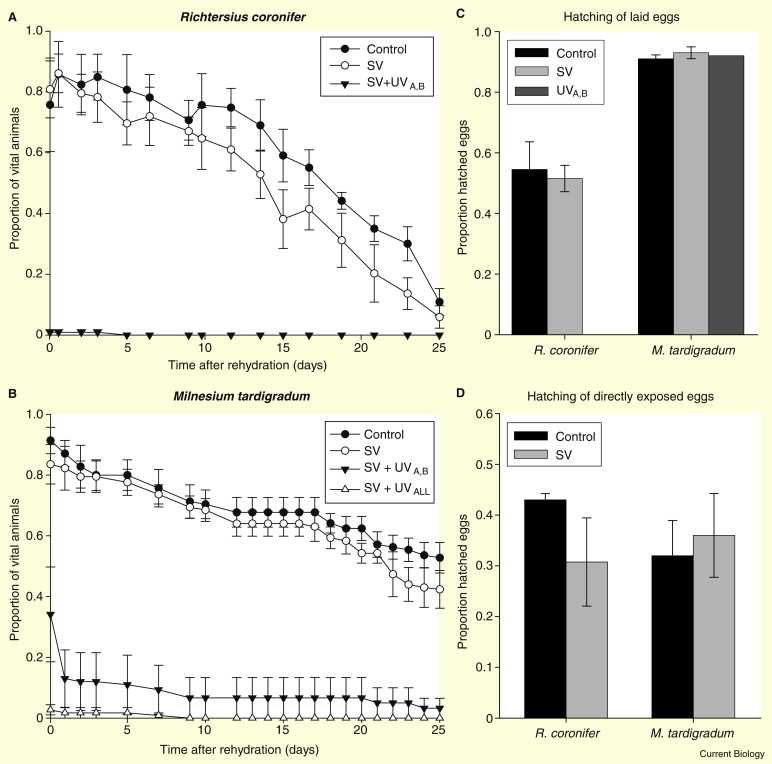 A
Richtersius coronifer
Proportion of vital animals
1.0
0.8
0.6
0.4
0.2
0
Control
SV
SV+UV A,B
0
5
10
15
20
25
Time after rehydration (days)
B
Milnesium tardigradum
Proportion of vital animals
1.0
0.8
0.6
0.4
0.2
0
Control
SV
SV + UV A,B
SV + UV ALL
0
5
10
15
20
25
Time after rehydration (days)
C
Hatching of laid eggs
Proportion hatched eggs
1.0
0.8
0.6
0.4
0.2
0
Control
SV
UV A,B
R. coronifer
M. tardigradum
D
Hatching of directly exposed eggs
Proportion hatched eggs
0.6
0.5
0.4
0.3
0.2
0.1
0
Control
SV
R. coronifer
M. tardigradum
Current Biology